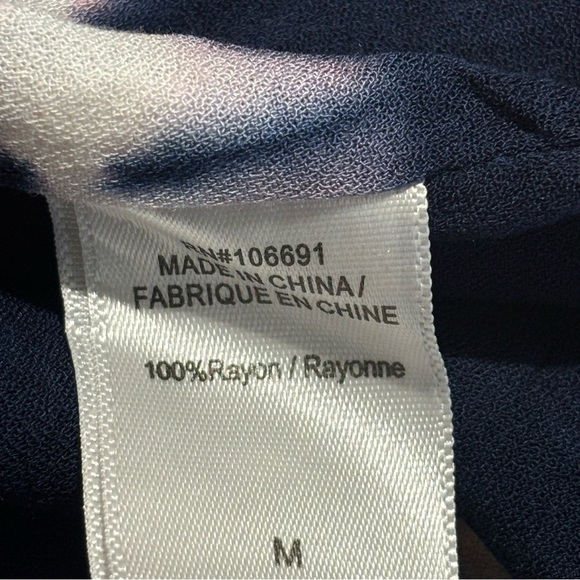 RN#106691
MADE IN CHINA/
FABRIQUE EN CHINE
100%Rayon / Rayonne
M